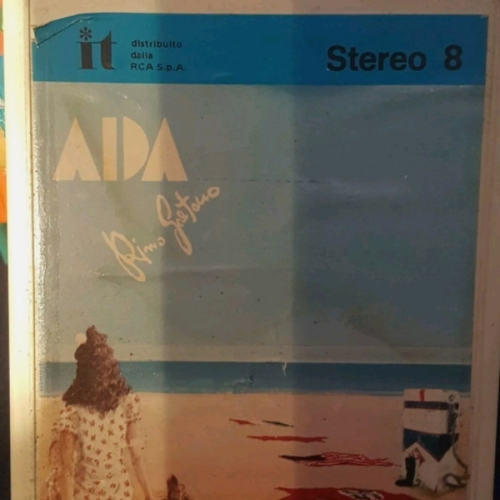 it
distribuito
dalla
RCA S.p.A.
Stereo 8
AIDA
Rino Gaetano